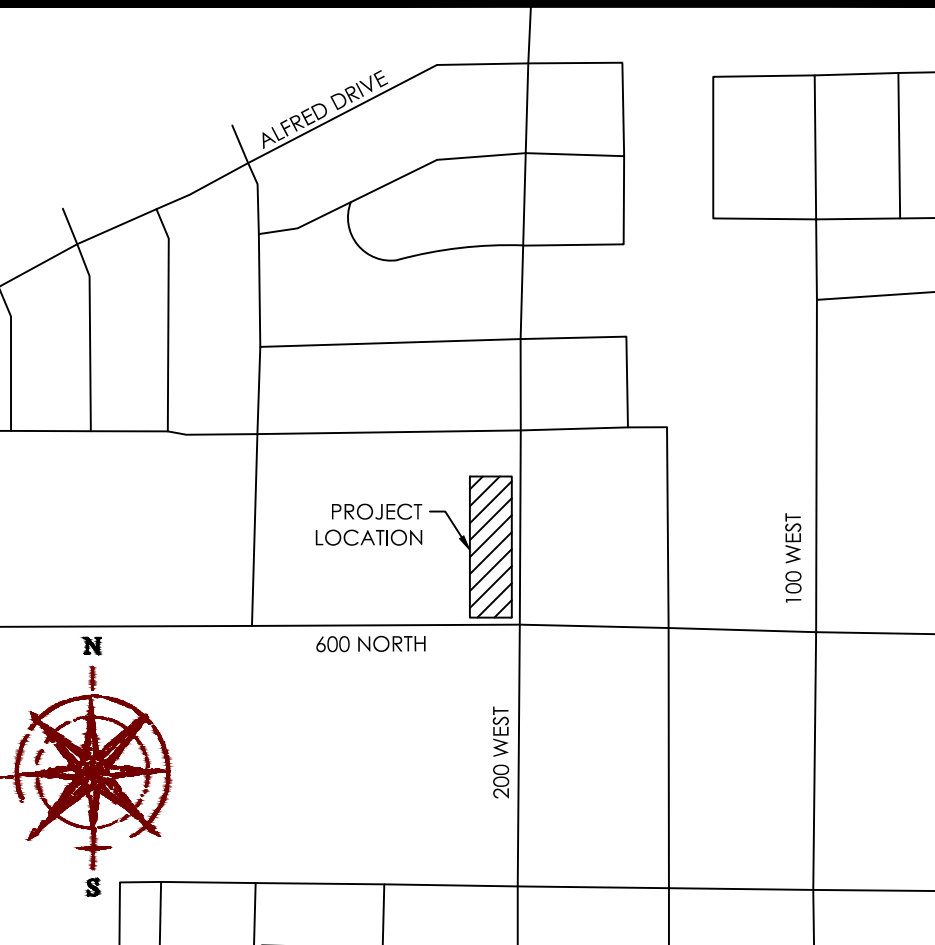 ALFRED DRIVE
PROJECT
LOCATION
100 WEST
600 NORTH
N
200 WEST
S